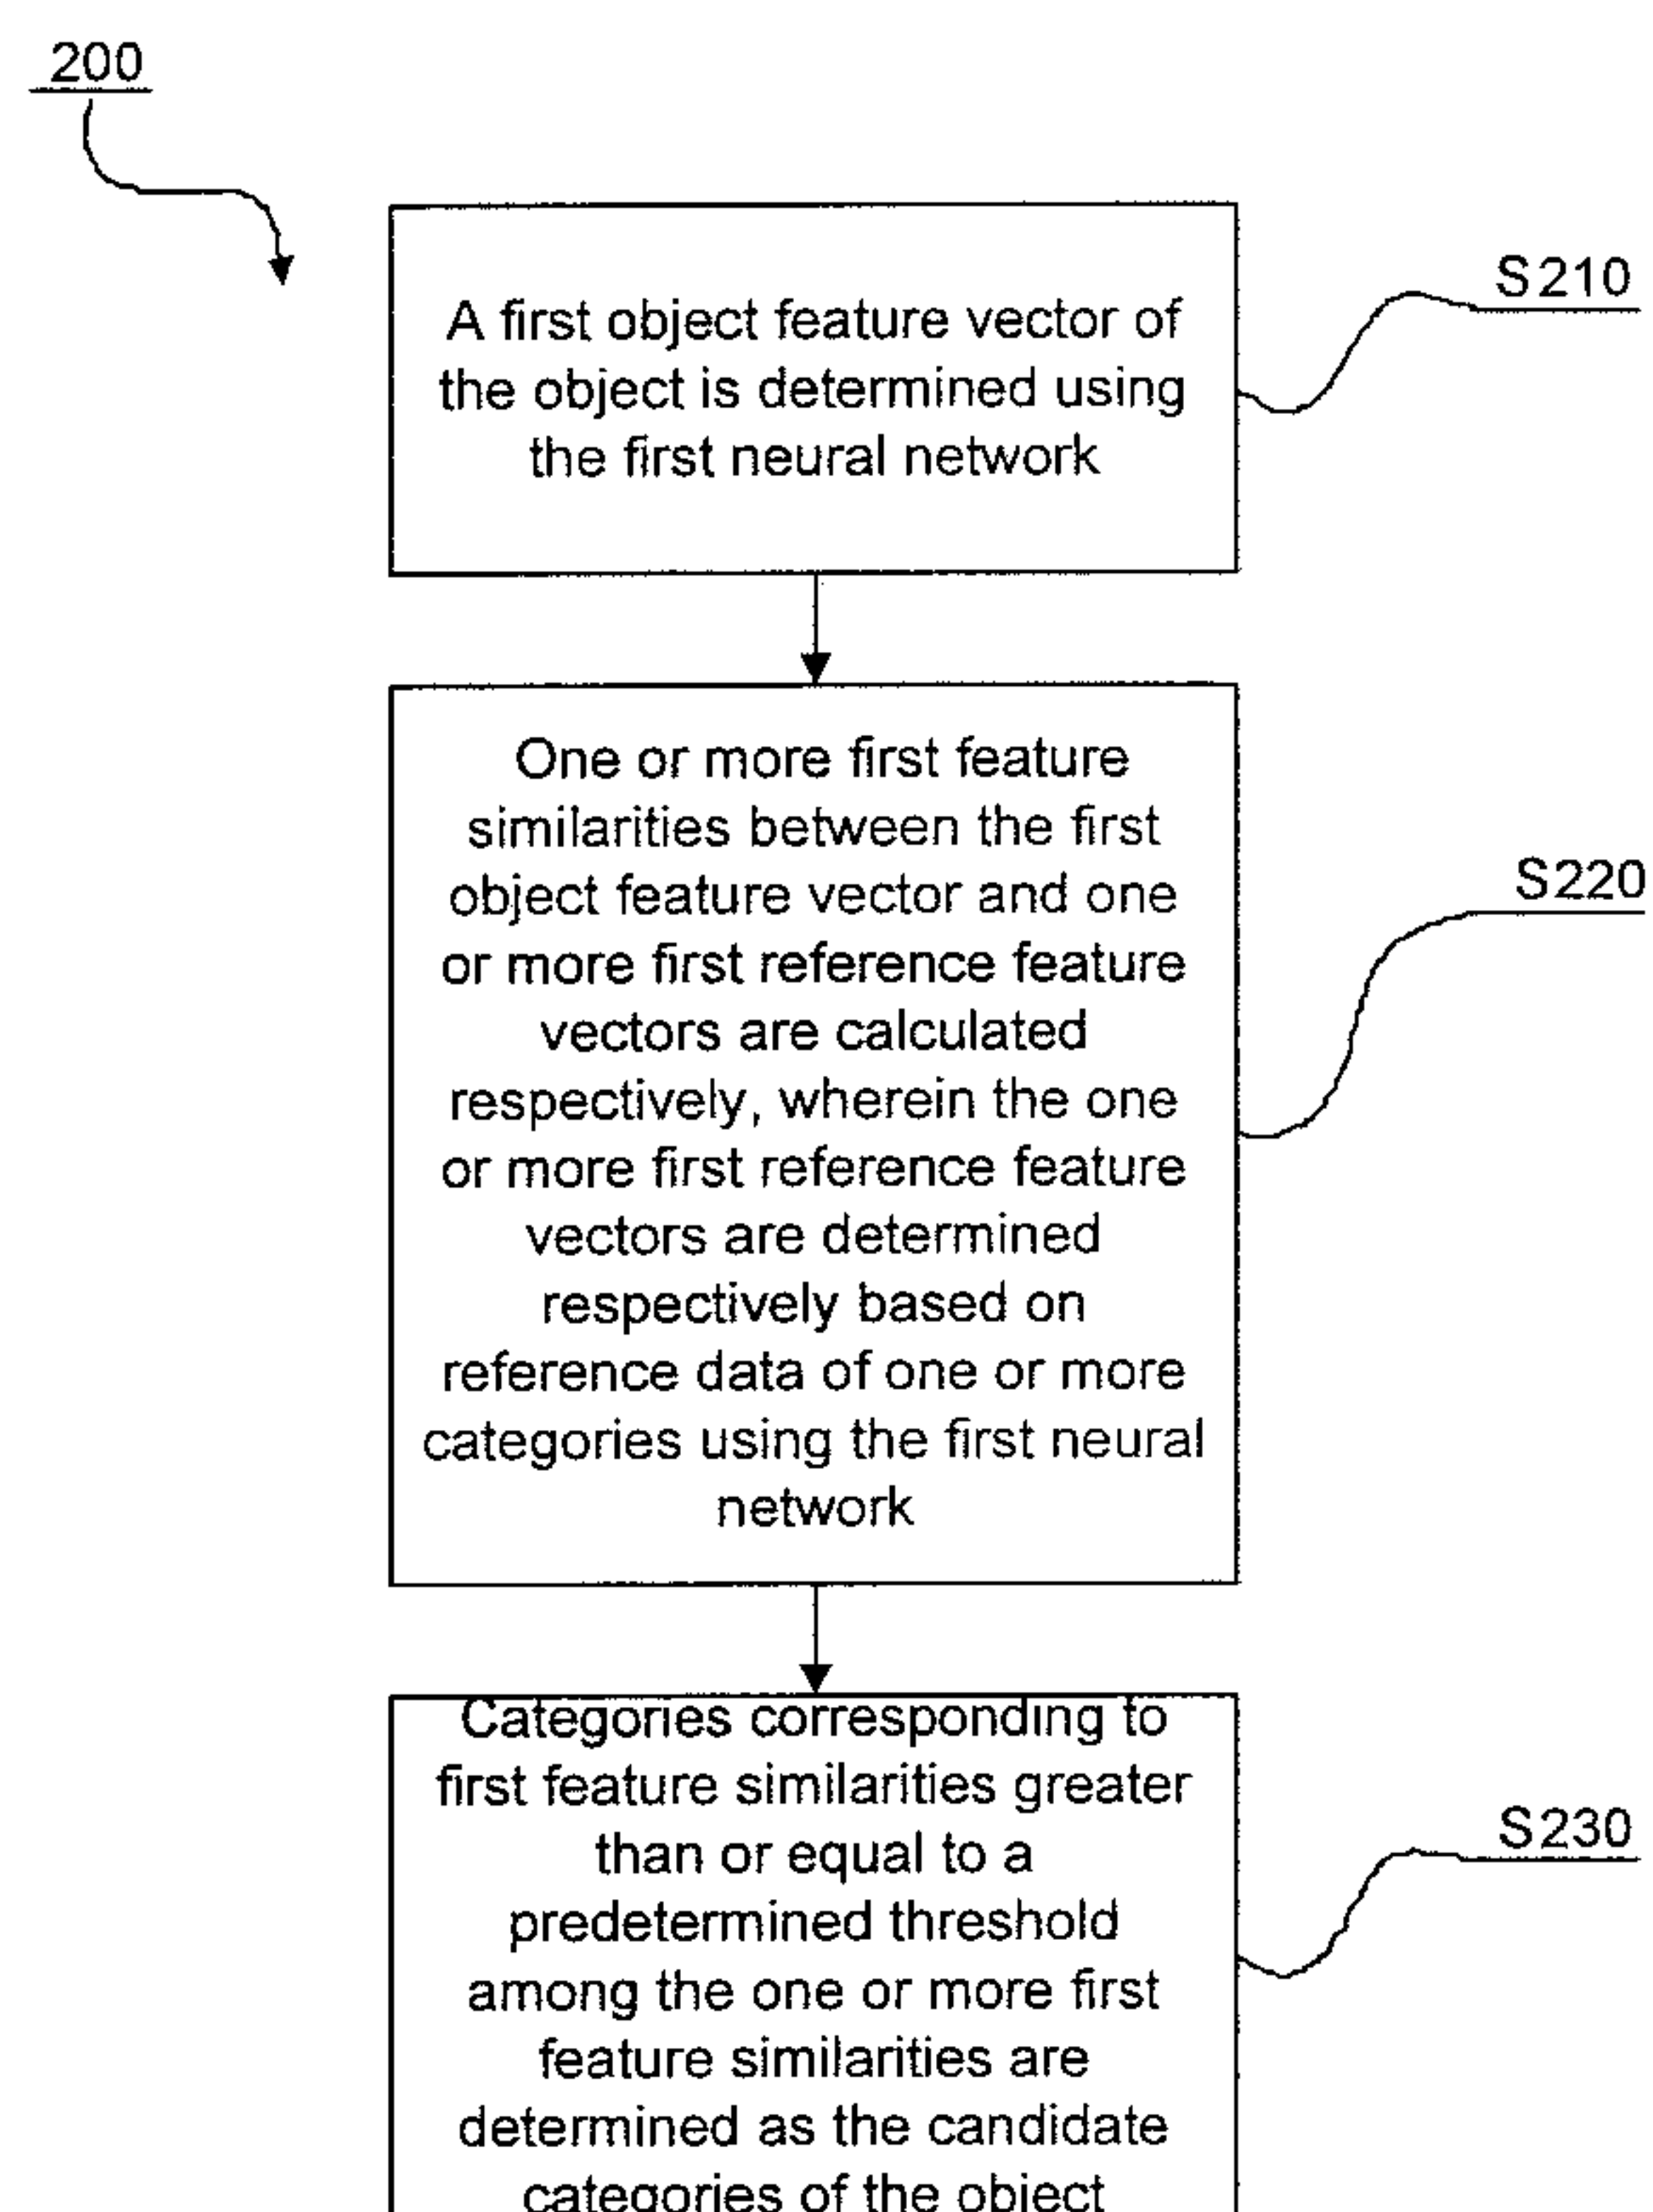 200
A first object feature vector of
the object is determined using
the first neural network
S210
One or more first feature
similarities between the first
object feature vector and one
or more first reference feature
vectors are calculated
respectively, wherein the one
or more first reference feature
vectors are determined
respectively based on
reference data of one or more
categories using the first neural
network
S220
Categories corresponding to
first feature similarities greater
than or equal to a
predetermined threshold
among the one or more first
feature similarities are
determined as the candidate
categories of the object
S230